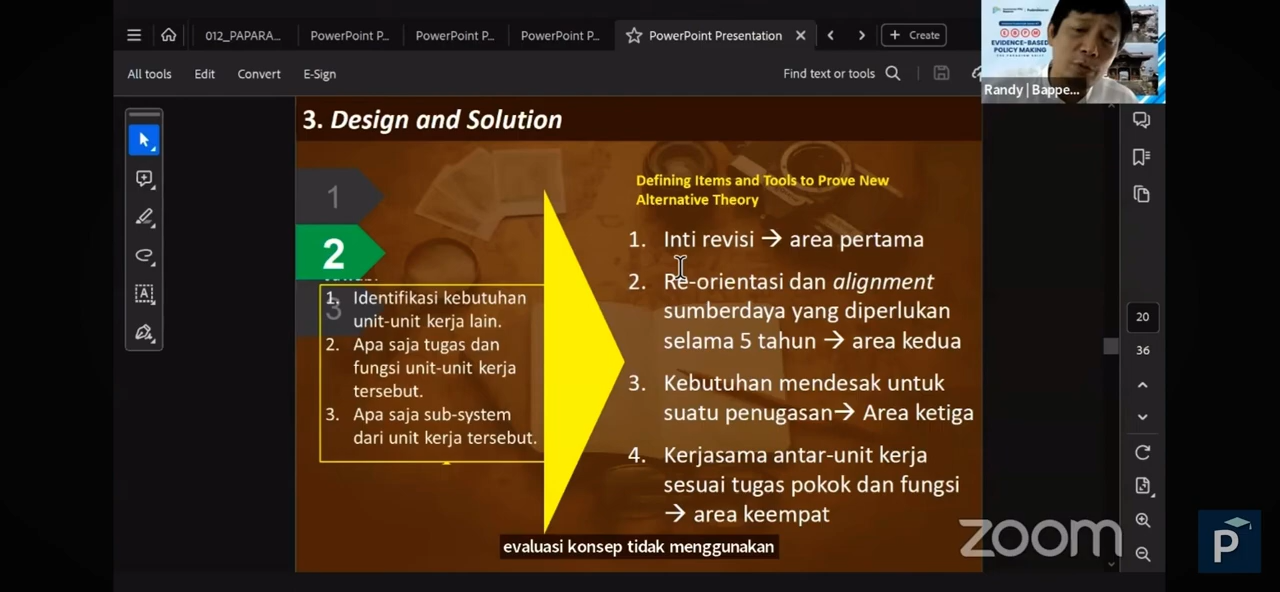 012_PAPARA...
PowerPoint P...
PowerPoint P...
PowerPoint P...
PowerPoint Presentation
Create
All tools
Edit
Convert
E-Sign
Find text or tools
EVIDENCE-BASED
POLICY MAKING
Randy | Bappe...
3. Design and Solution
1
2
3
1. Identifikasi kebutuhan
unit-unit kerja lain.
2. Apa saja tugas dan
fungsi unit-unit kerja
tersebut.
3. Apa saja sub-system
dari unit kerja tersebut.
Defining Items and Tools to Prove New
Alternative Theory
1. Inti revisi → area pertama
2. Re-orientasi dan alignment
sumberdaya yang diperlukan
selama 5 tahun → area kedua
3. Kebutuhan mendesak untuk
suatu penugasan→ Area ketiga
4. Kerjasama antar-unit kerja
sesuai tugas pokok dan fungsi
→ area keempat
20
36
evaluasi konsep tidak menggunakan
zoom
P